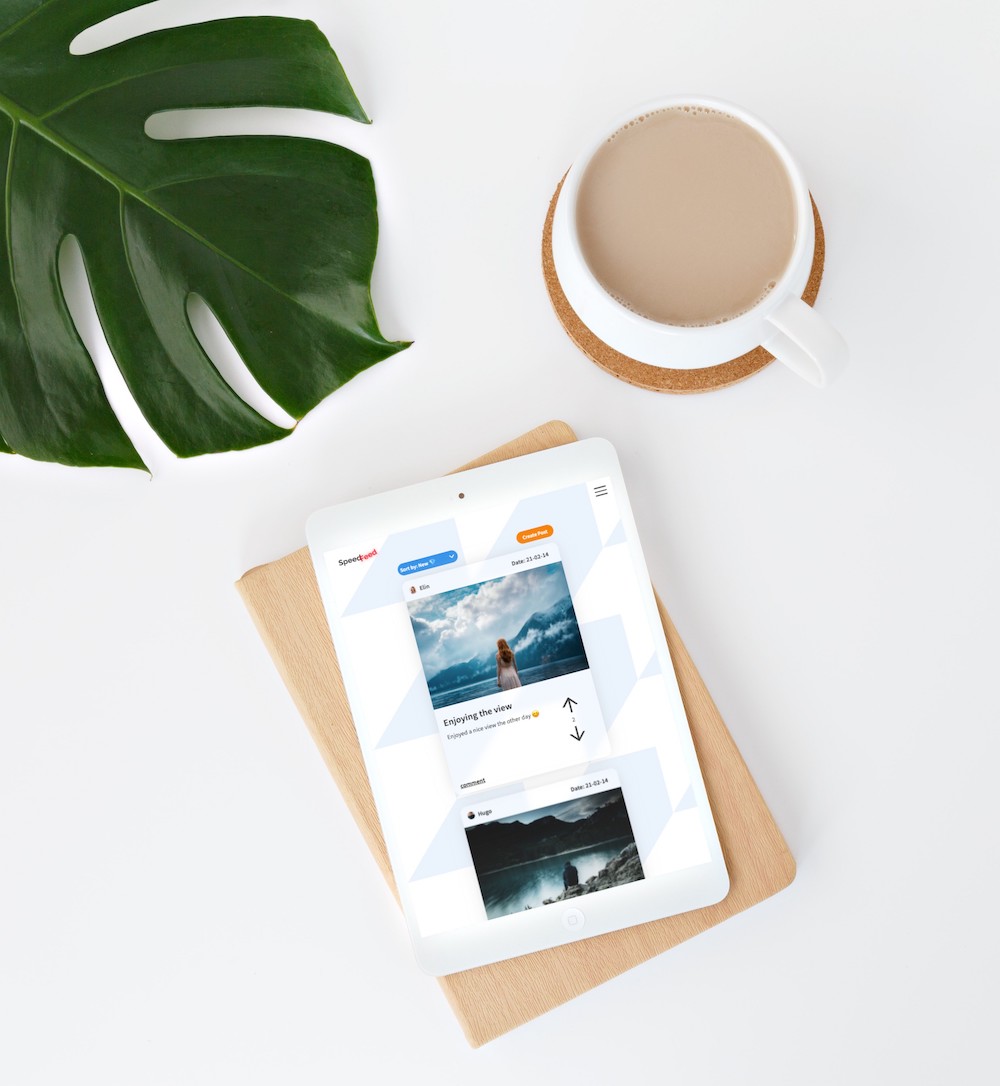 SpeedFeed
Sort by: New
Create Post
Elin
Date: 21-02-14
Enjoying the view
Enjoyed a nice view the other day 😊
2
comment
Hugo
Date: 21-02-14